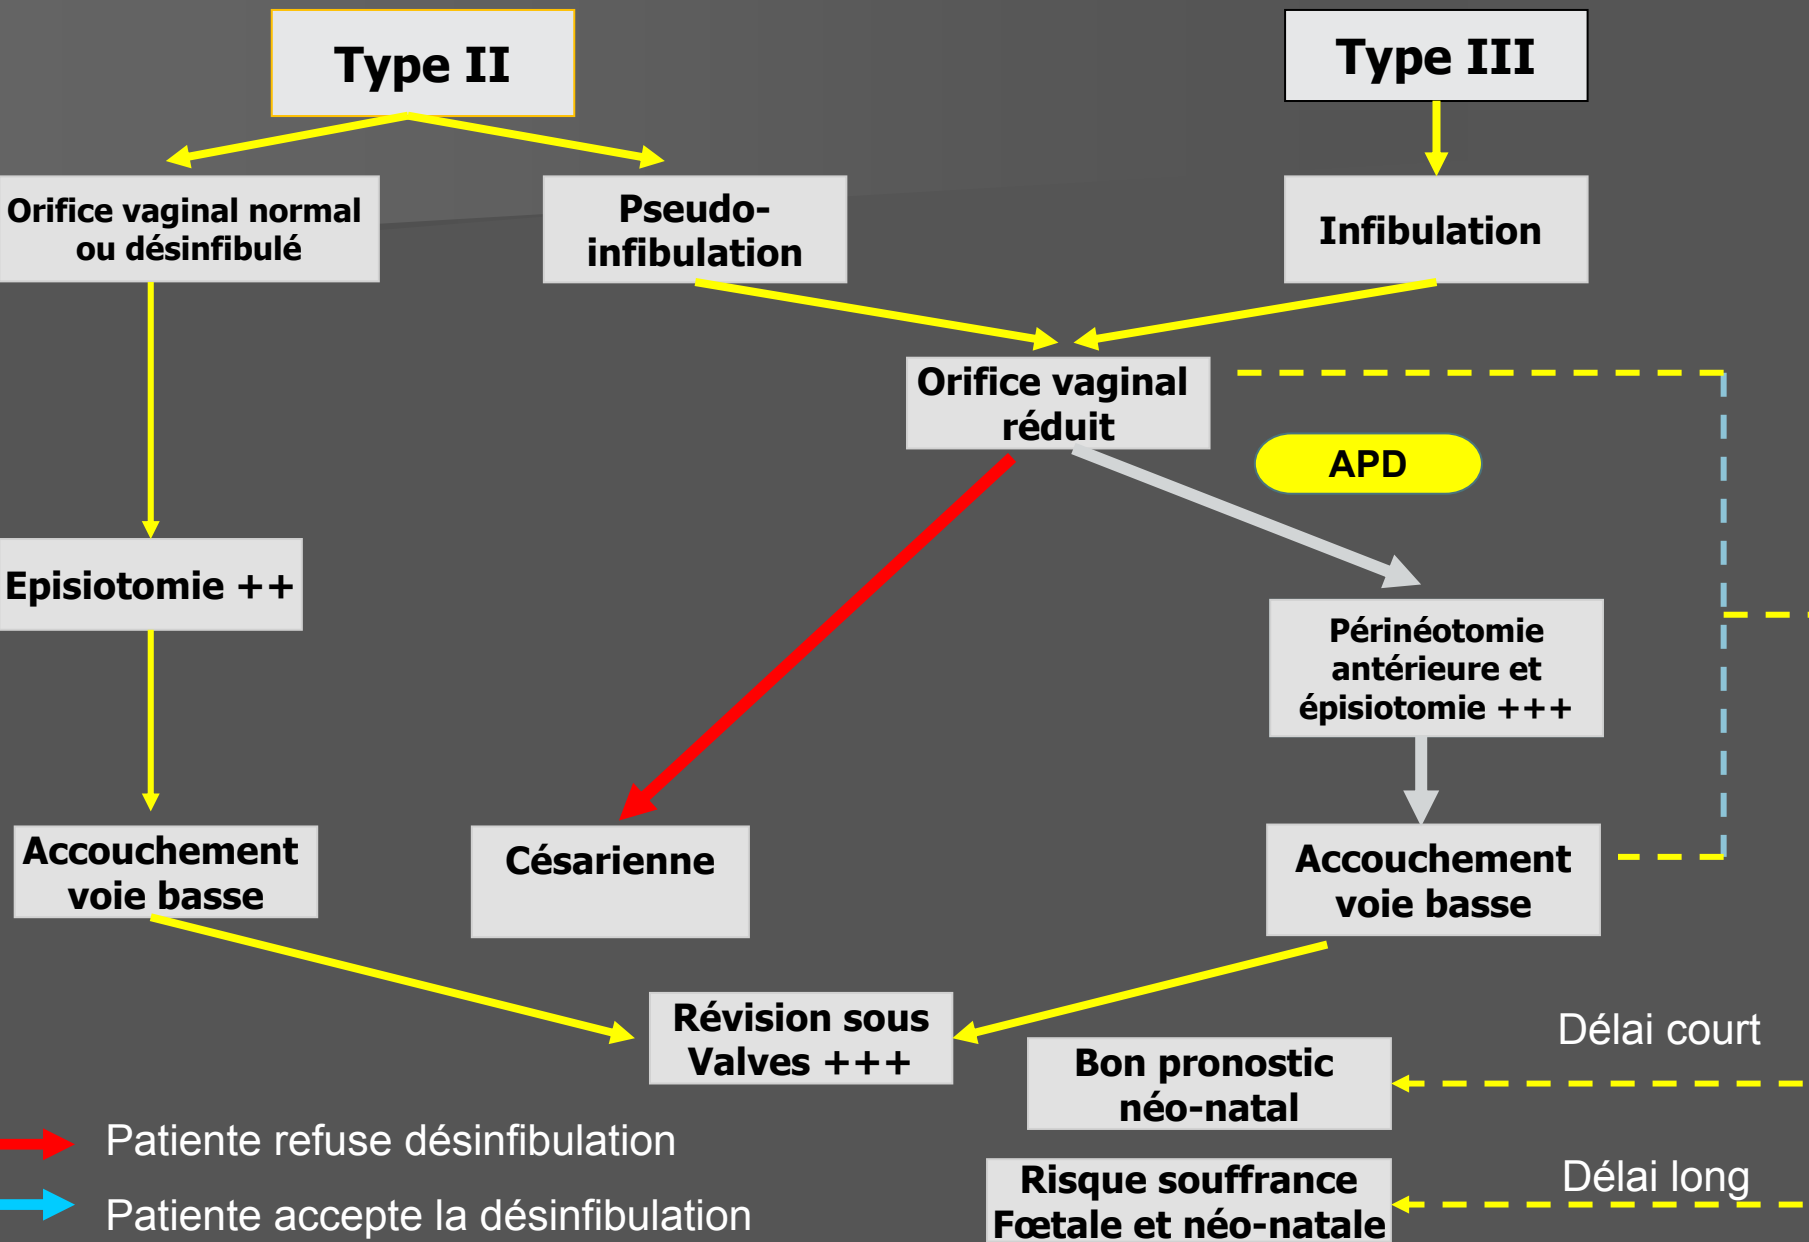 Type II
Type III
Orifice vaginal normal
ou désinfibulé
Pseudo-
infibulation
Infibulation
Orifice vaginal
réduit
APD
Episiotomie ++
Périnéotomie
antérieure et
épisiotomie +++
Accouchement
voie basse
Césarienne
Accouchement
voie basse
Révision sous
Valves +++
Délai court
Bon pronostic
néo-natal
Délai long
Risque souffrance
Fœtale et néo-natale
Patiente refuse désinfibulation
Patiente accepte la désinfibulation